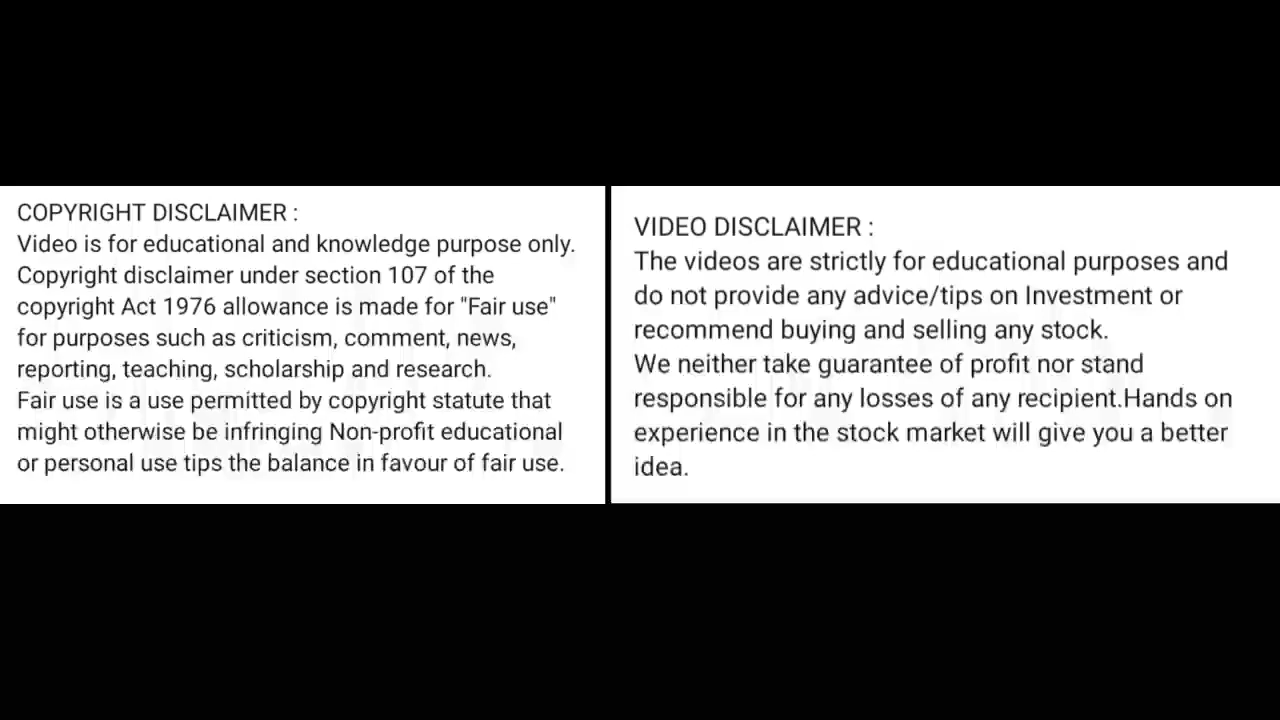 COPYRIGHT DISCLAIMER :
Video is for educational and knowledge purpose only.
Copyright disclaimer under section 107 of the
copyright Act 1976 allowance is made for "Fair use"
for purposes such as criticism, comment, news,
reporting, teaching, scholarship and research.
Fair use is a use permitted by copyright statute that
might otherwise be infringing Non-profit educational
or personal use tips the balance in favour of fair use.
VIDEO DISCLAIMER :
The videos are strictly for educational purposes and
do not provide any advice/tips on Investment or
recommend buying and selling any stock.
We neither take guarantee of profit nor stand
responsible for any losses of any recipient.Hands on
experience in the stock market will give you a better
idea.